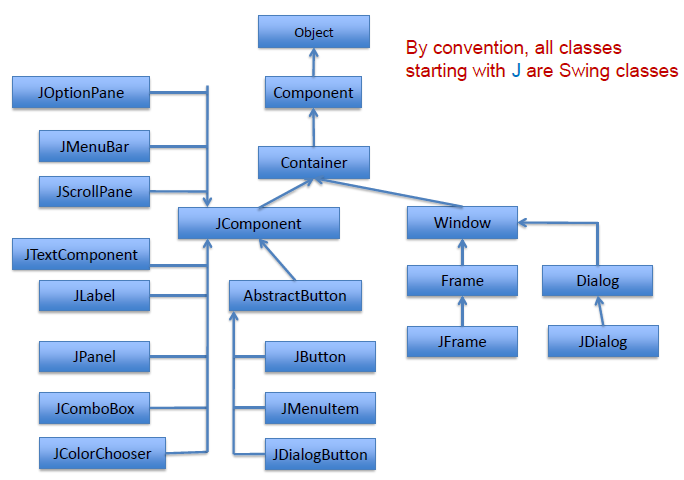 Object
By convention, all classes
starting with J are Swing classes
JOptionPane
Component
JMenuBar
Container
JScrollPane
JComponent
Window
JTextComponent
JLabel
AbstractButton
Frame
Dialog
JPanel
JButton
JFrame
JDialog
JComboBox
JMenuItem
JColorChooser
JDialogButton